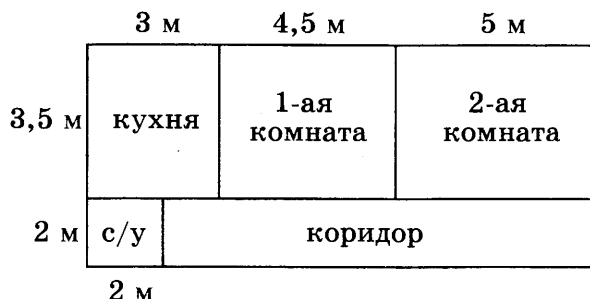 3 м 4,5 м 5 м
3,5 м
кухня
1-ая
комната
2-ая
комната
2 м
с/у
коридор
2 м